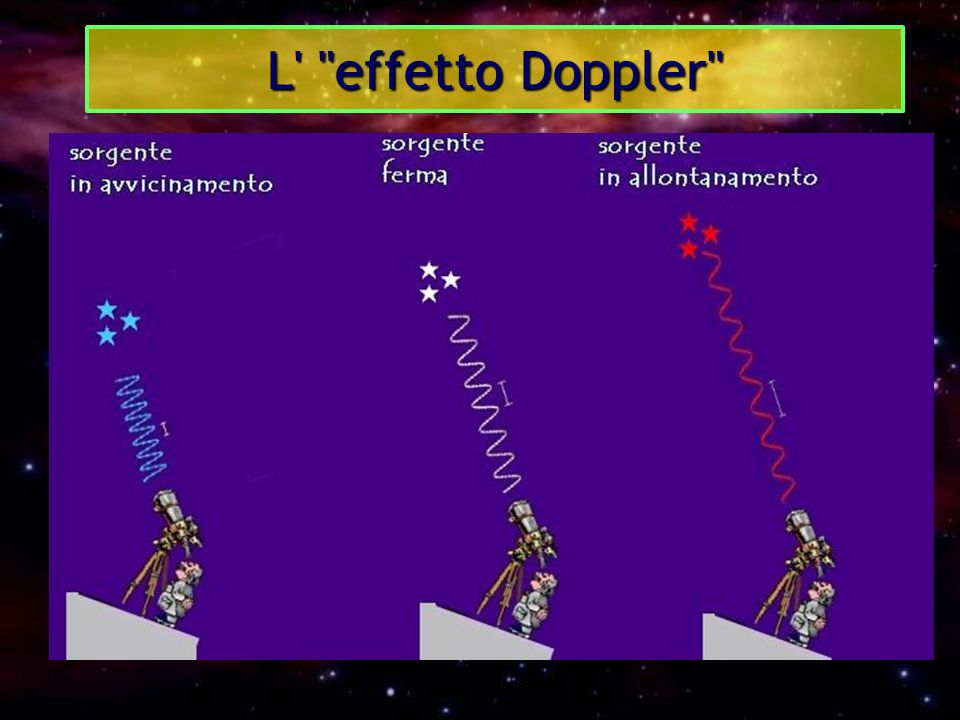 L' "effetto Doppler"
sorgente
in avvicinamento
sorgente
ferma
sorgente
in allontanamento